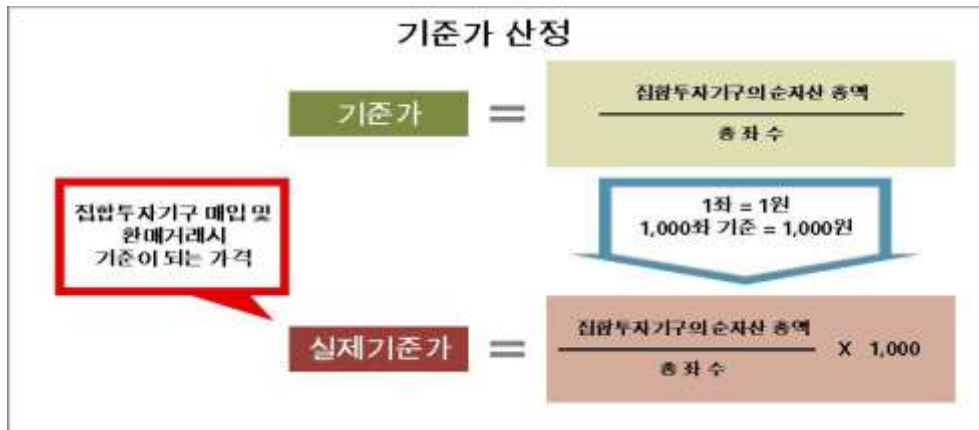 기준가 산정
기준가 =
집합투자기구의 순자산 총액
총 좌 수
집합투자기구 매입 및
환매거래시
기준이 되는 가격
1좌 = 1원
1,000좌 기준 = 1,000원
실제기준가 =
집합투자기구의 순자산 총액
총 좌 수
X 1,000